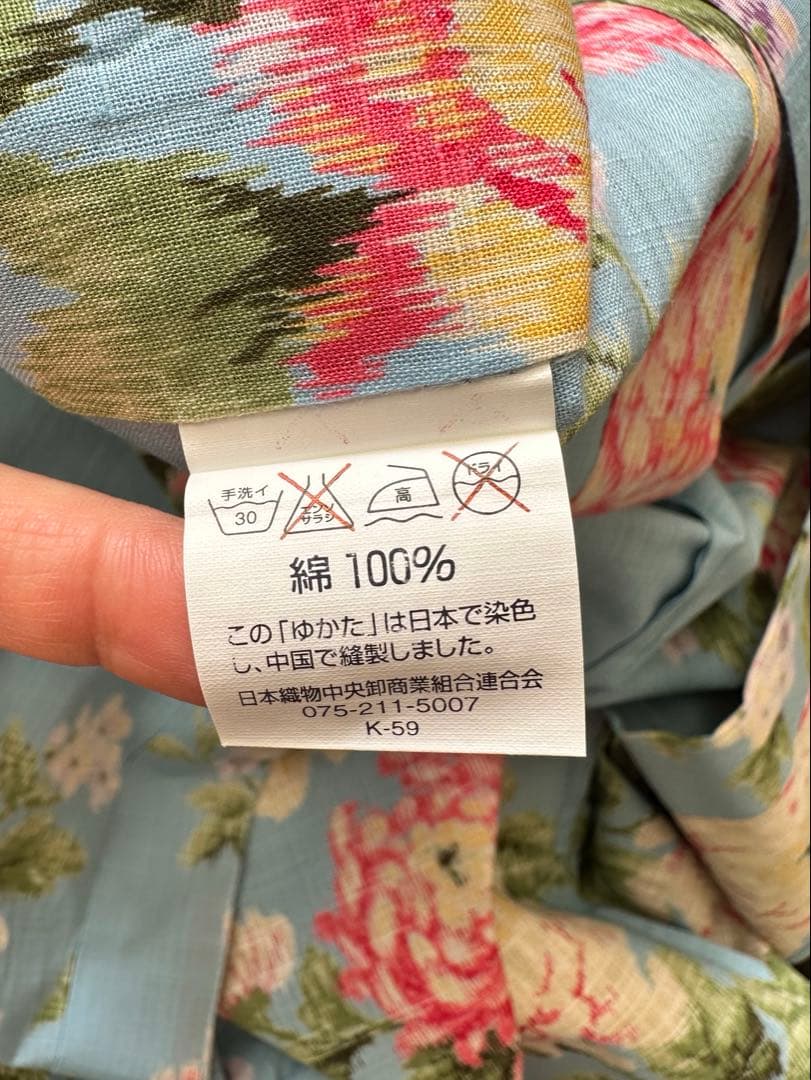 手洗イ
30
エンソ
サラシ
高
ドライ
綿 100%
この「ゆかた」は日本で染色
し、中国で縫製しました。
日本織物中央卸商業組合連合会
075-211-5007
K-59